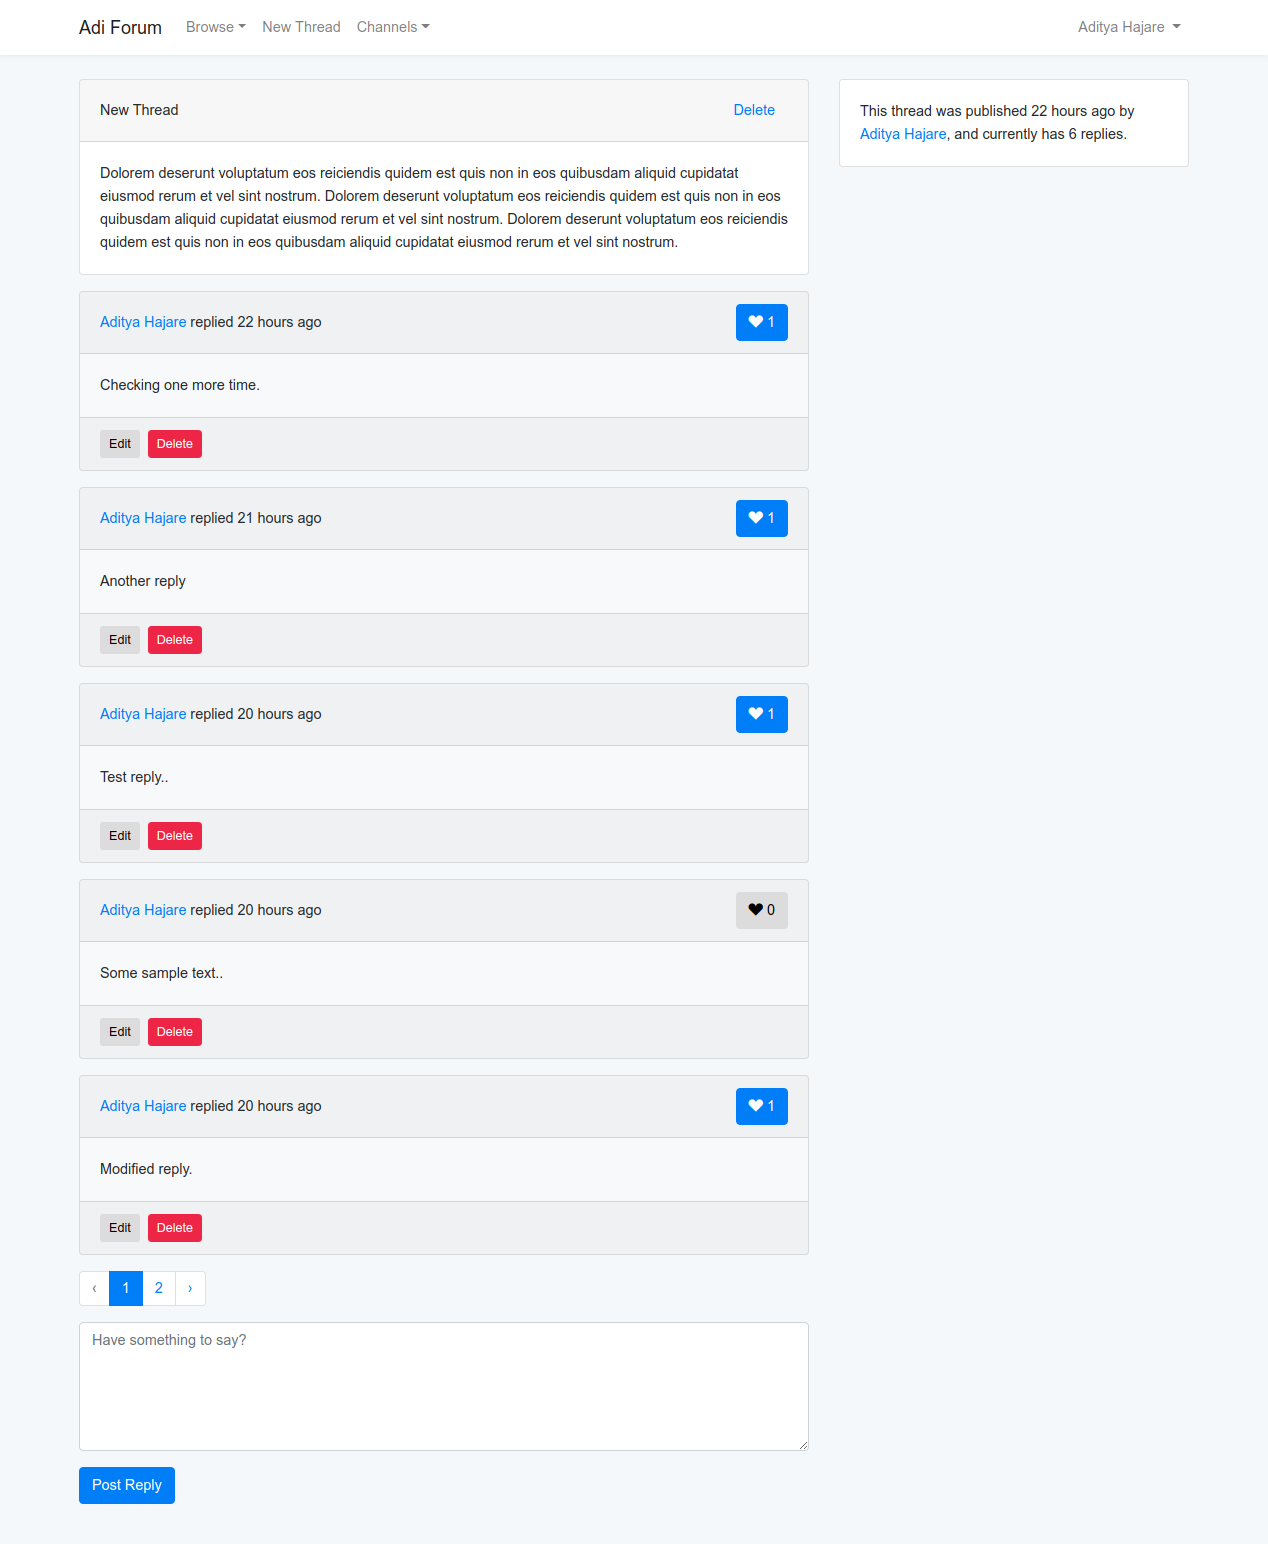 Adi Forum Browse New Thread Channels Aditya Hajare
New Thread Delete
Dolorem deserunt voluptatum eos reiciendis quidem est quis non in eos quibusdam aliquid cupidatat
eiusmod rerum et vel sint nostrum. Dolorem deserunt voluptatum eos reiciendis quidem est quis non in eos
quibusdam aliquid cupidatat eiusmod rerum et vel sint nostrum. Dolorem deserunt voluptatum eos reiciendis
quidem est quis non in eos quibusdam aliquid cupidatat eiusmod rerum et vel sint nostrum.
This thread was published 22 hours ago by
Aditya Hajare, and currently has 6 replies.
Aditya Hajare replied 22 hours ago ♥ 1
Checking one more time.
Edit Delete
Aditya Hajare replied 21 hours ago ♥ 1
Another reply
Edit Delete
Aditya Hajare replied 20 hours ago ♥ 1
Test reply..
Edit Delete
Aditya Hajare replied 20 hours ago ♥ 0
Some sample text..
Edit Delete
Aditya Hajare replied 20 hours ago ♥ 1
Modified reply.
Edit Delete
‹ 1 2 ›
Have something to say?
Post Reply